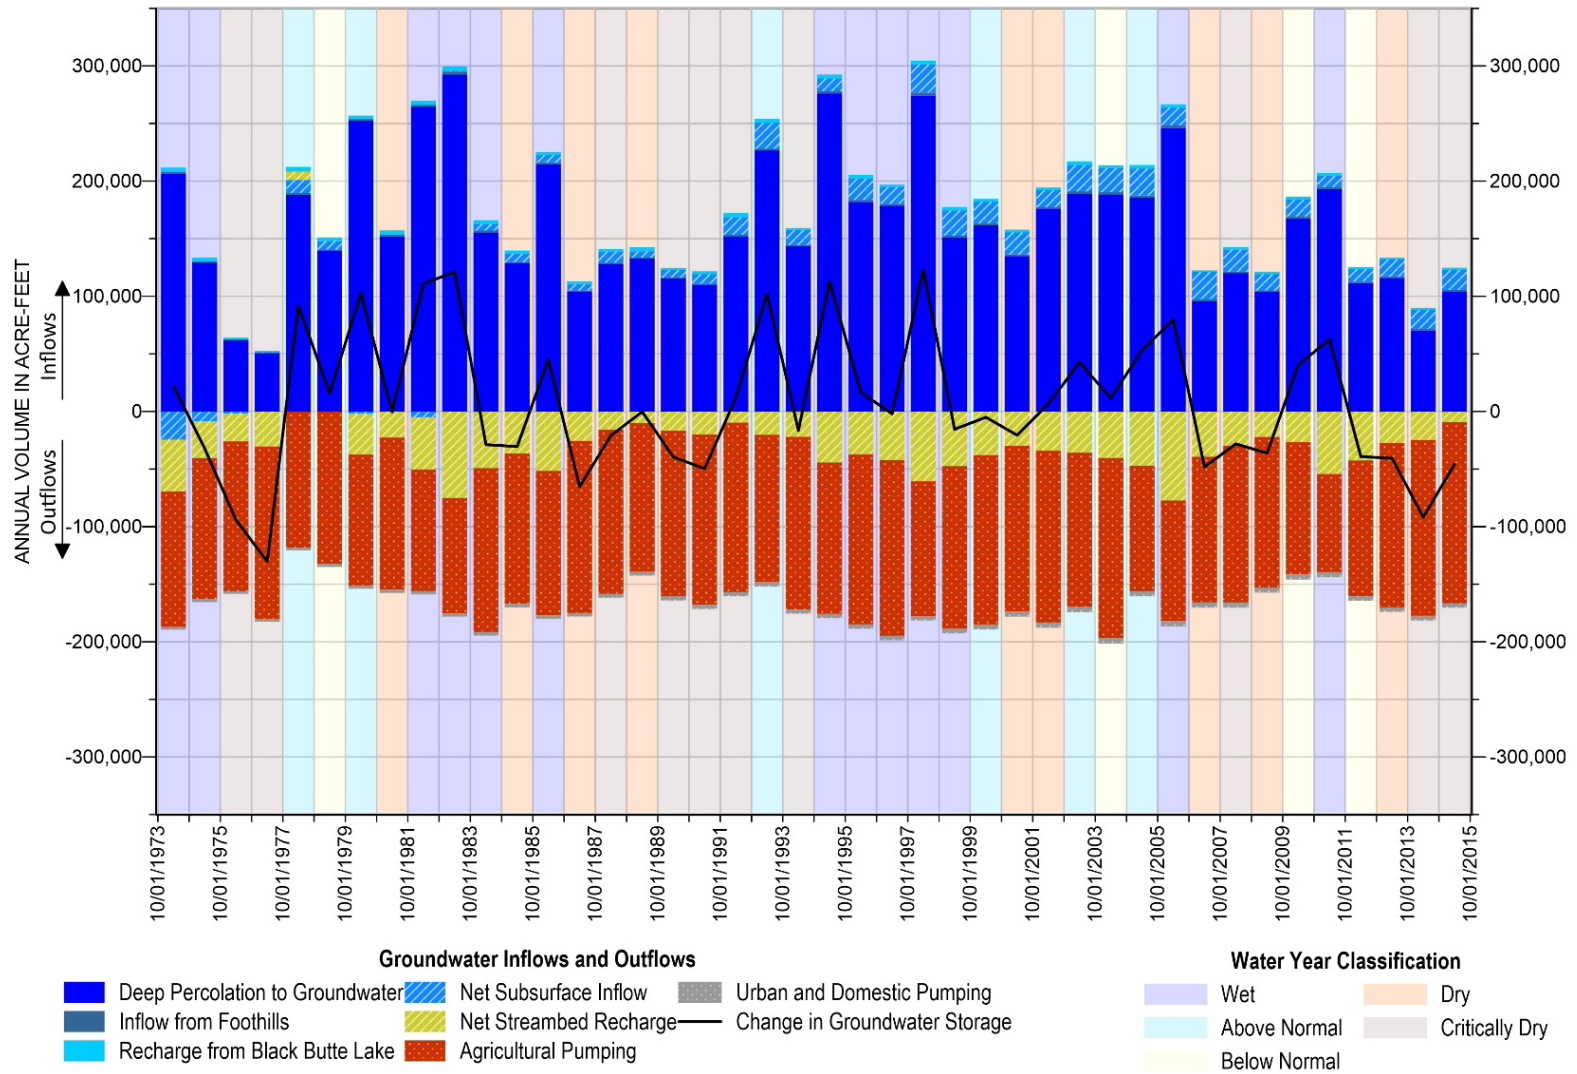 300,000
200,000
100,000
0
-100,000
-200,000
-300,000
ANNUAL VOLUME IN ACRE-FEET
Inflows
Outflows
300,000
200,000
100,000
0
-100,000
-200,000
-300,000
10/01/1973
10/01/1975
10/01/1977
10/01/1979
10/01/1981
10/01/1983
10/01/1985
10/01/1987
10/01/1989
10/01/1991
10/01/1993
10/01/1995
10/01/1997
10/01/1999
10/01/2001
10/01/2003
10/01/2005
10/01/2007
10/01/2009
10/01/2011
10/01/2013
10/01/2015
Groundwater Inflows and Outflows
Deep Percolation to Groundwater
Inflow from Foothills
Recharge from Black Butte Lake
Net Subsurface Inflow
Net Streambed Recharge
Agricultural Pumping
Urban and Domestic Pumping
Change in Groundwater Storage
Water Year Classification
Wet
Above Normal
Below Normal
Dry
Critically Dry